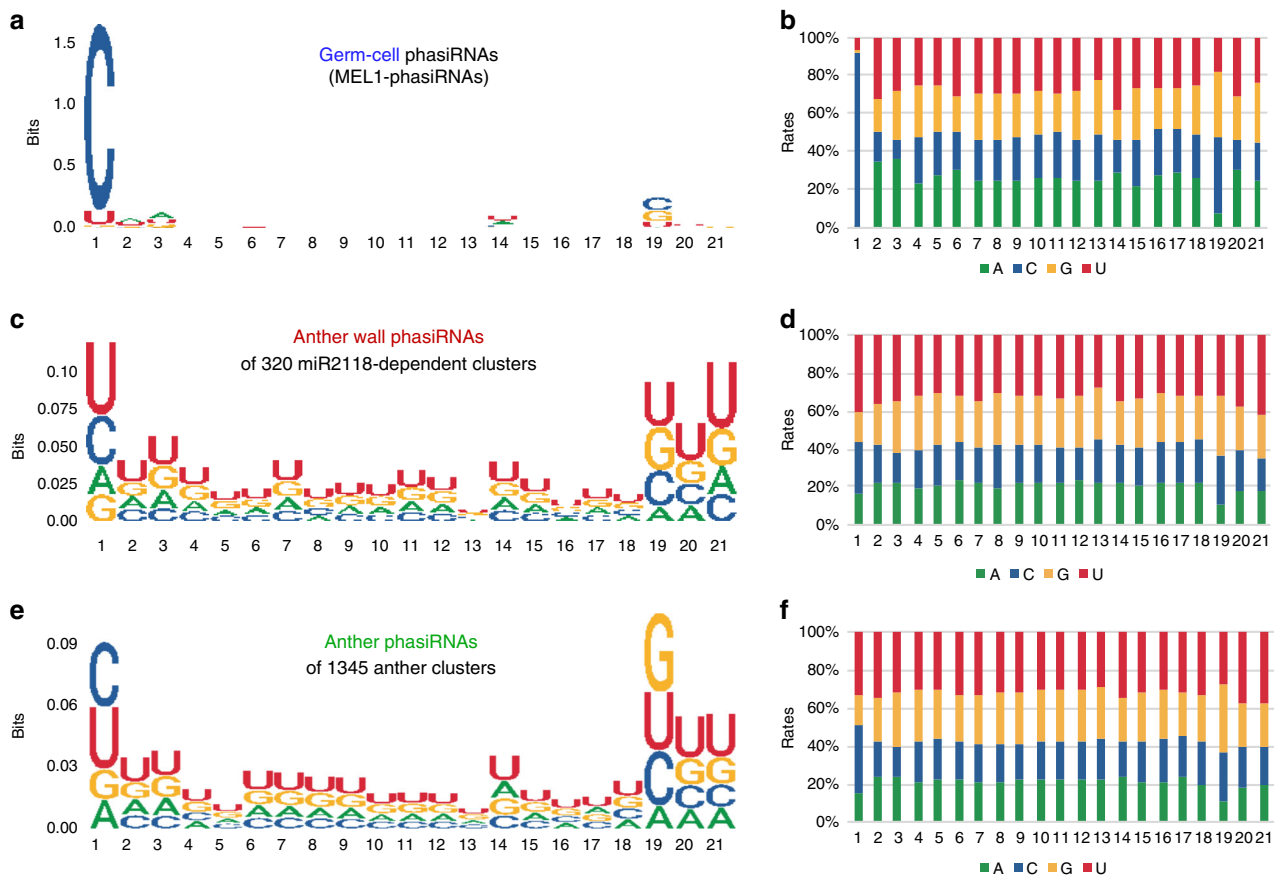 a
Germ-cell phasiRNAs
(MEL1-phasiRNAs)
Bits
1.5
1.0
0.5
0.0
C
U
A
A
U
A
C
G
U
1 2 3 4 5 6 7 8 9 10 11 12 13 14 15 16 17 18 19 20 21
b
Rates
100%
80%
60%
40%
20%
0%
1 2 3 4 5 6 7 8 9 10 11 12 13 14 15 16 17 18 19 20 21
A C G U
c
Anther wall phasiRNAs
of 320 miR2118-dependent clusters
Bits
0.10
0.075
0.050
0.025
0.00
U U U U U U U U U U U U U U U U U U U U
C G G G G G G G G G G G G G G G
A A A A A A A A
G C C C C C C C C
1 2 3 4 5 6 7 8 9 10 11 12 13 14 15 16 17 18 19 20 21
d
Rates
100%
80%
60%
40%
20%
0%
1 2 3 4 5 6 7 8 9 10 11 12 13 14 15 16 17 18 19 20 21
A C G U
e
Anther phasiRNAs
of 1345 anther clusters
Bits
0.09
0.06
0.03
0.00
C U U U U U U U U U U U U U U U U U G U U
U G G G U G G
G A A C C C
A C C A A A
1 2 3 4 5 6 7 8 9 10 11 12 13 14 15 16 17 18 19 20 21
f
Rates
100%
80%
60%
40%
20%
0%
1 2 3 4 5 6 7 8 9 10 11 12 13 14 15 16 17 18 19 20 21
A C G U